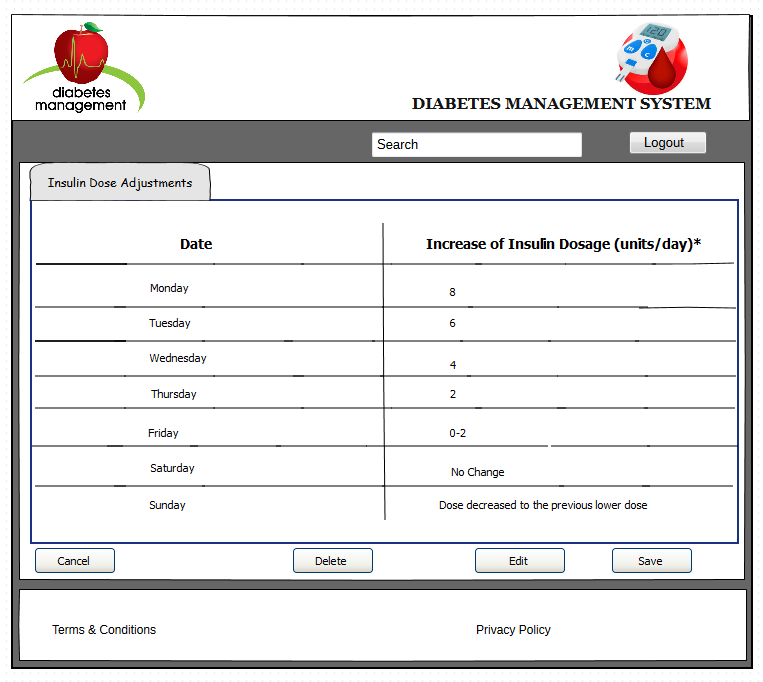 diabetes
management
120
m
c
DIABETES MANAGEMENT SYSTEM
Search
Logout
Insulin Dose Adjustments
Date Increase of Insulin Dosage (units/day)*
Monday 8
Tuesday 6
Wednesday 4
Thursday 2
Friday 0-2
Saturday No Change
Sunday Dose decreased to the previous lower dose
Cancel Delete Edit Save
Terms & Conditions Privacy Policy